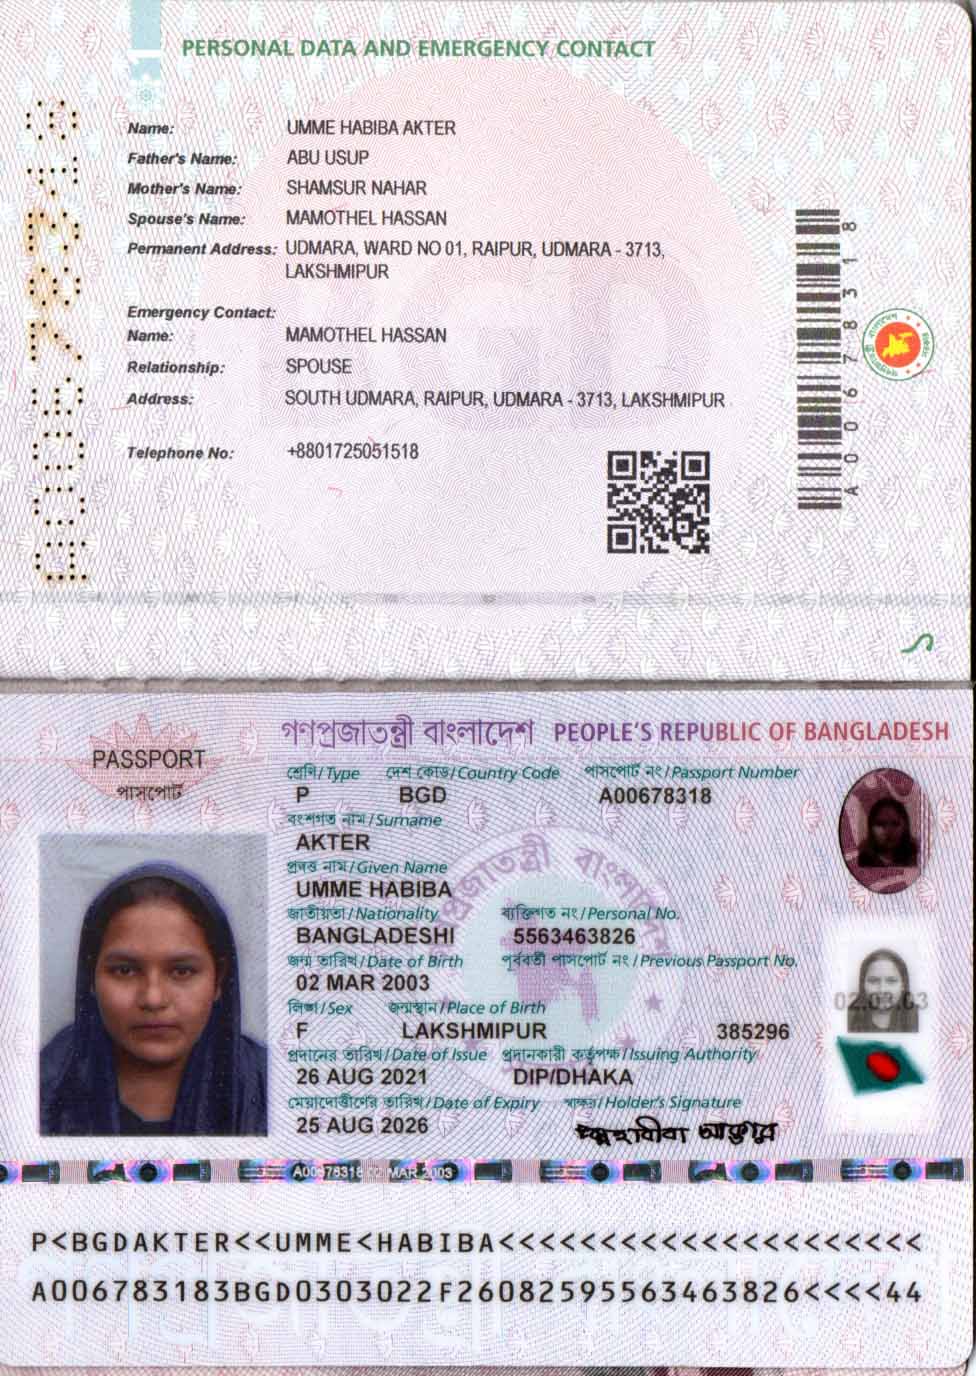 PERSONAL DATA AND EMERGENCY CONTACT
Name: UMME HABIBA AKTER
Father's Name: ABU USUP
Mother's Name: SHAMSUR NAHAR
Spouse's Name: MAMOTHEL HASSAN
Permanent Address: UDMARA, WARD NO 01, RAIPUR, UDMARA - 3713,
LAKSHMIPUR
Emergency Contact:
Name: MAMOTHEL HASSAN
Relationship: SPOUSE
Address: SOUTH UDMARA, RAIPUR, UDMARA - 3713, LAKSHMIPUR
Telephone No: +8801725051518
A00678318
A00678318
গণপ্রজাতন্ত্রী বাংলাদেশ PEOPLE'S REPUBLIC OF BANGLADESH
PASSPORT
পাসপোর্ট
শ্রেণি/Type দেশ কোড/Country Code পাসপোর্ট নং/Passport Number
P BGD A00678318
বংশগত নাম/Surname
AKTER
প্রদত্ত নাম/Given Name
UMME HABIBA
জাতীয়তা/Nationality ব্যক্তিগত নং/Personal No.
BANGLADESHI 5563463826
জন্ম তারিখ/Date of Birth পূর্ববর্তী পাসপোর্ট নং/Previous Passport No.
02 MAR 2003
02.03.03
লিঙ্গ/Sex জন্মস্থান/Place of Birth
F LAKSHMIPUR 385296
প্রদানের তারিখ/Date of Issue প্রদানকারী কর্তৃপক্ষ/Issuing Authority
26 AUG 2021 DIP/DHAKA
মেয়াদোত্তীর্ণের তারিখ/Date of Expiry স্বাক্ষর/Holder's Signature
25 AUG 2026
A00678318 02 MAR 2003
P<BGDAKTER<<UMME<HABIBA<<<<<<<<<<<<<<<<<<<<<
A006783183BGD0303022F26082595563463826<<<<44